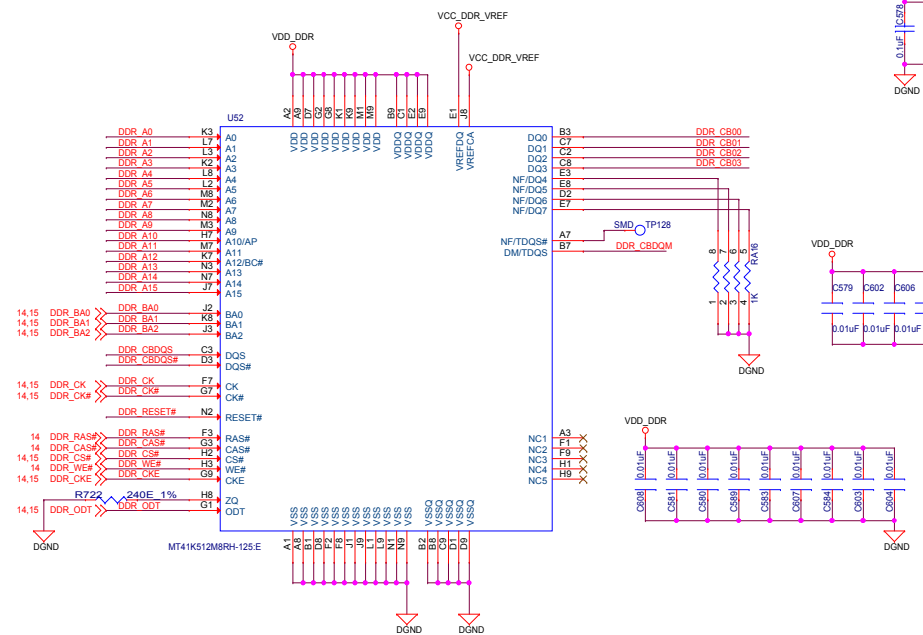 VCC_DDR_VREF
VDD_DDR
VCC_DDR_VREF
C578
0.1uF
DGND
U52
A2 A9 D7 G2 G8 K1 K9 M1 M9 B9 C1 E2 E9 E1 J8
VDD VDD VDD VDD VDD VDD VDD VDD VDD VDDQ VDDQ VDDQ VDDQ VREFDQ VREFCA
DDR_A0 K3 A0
DDR_A1 L7 A1
DDR_A2 L3 A2
DDR_A3 K2 A3
DDR_A4 L8 A4
DDR_A5 L2 A5
DDR_A6 M8 A6
DDR_A7 M2 A7
DDR_A8 N8 A8
DDR_A9 M3 A9
DDR_A10 H7 A10/AP
DDR_A11 M7 A11
DDR_A12 K7 A12/BC#
DDR_A13 N3 A13
DDR_A14 N7 A14
DDR_A15 J7 A15
14,15 DDR_BA0 DDR_BA0 J2 BA0
14,15 DDR_BA1 DDR_BA1 K8 BA1
14,15 DDR_BA2 DDR_BA2 J3 BA2
DDR_CBDQS C3 DQS
DDR_CBDQS# D3 DQS#
14,15 DDR_CK DDR_CK F7 CK
14,15 DDR_CK# DDR_CK# G7 CK#
DDR_RESET# N2 RESET#
14 DDR_RAS# DDR_RAS# F3 RAS#
14 DDR_CAS# DDR_CAS# G3 CAS#
14,15 DDR_CS# DDR_CS# H2 CS#
14 DDR_WE# DDR_WE# H3 WE#
14,15 DDR_CKE DDR_CKE G9 CKE
R722 240E_1% H8 ZQ
14,15 DDR_ODT DDR_ODT G1 ODT
DGND
DQ0 B3 DDR_CB00
DQ1 C7 DDR_CB01
DQ2 C2 DDR_CB02
DQ3 C8 DDR_CB03
NF/DQ4 E3
NF/DQ5 E8
NF/DQ6 D2
NF/DQ7 E7
NF/TDQS# A7 SMD TP128
DM/TDQS B7 DDR_CBDQM
8 7 6 5 RA16
1 2 3 4 1K
DGND
VDD_DDR
C579 C602 C606
0.01uF 0.01uF 0.01uF
NC1 A3
NC2 F1
NC3 F9
NC4 H1
NC5 H9
VDD_DDR
0.01uF 0.01uF 0.01uF 0.01uF 0.01uF 0.01uF 0.01uF 0.01uF 0.01uF
C608 C581 C580 C589 C583 C607 C584 C603 C604
DGND
VSS VSS VSS VSS VSS VSS VSS VSS VSS VSS VSS VSS VSSQ VSSQ VSSQ VSSQ VSSQ
MT41K512M8RH-125:E
A1 A8 B1 D8 F2 F8 J1 J9 L1 L9 N1 N9 B2 B8 C9 D1 D9
DGND DGND